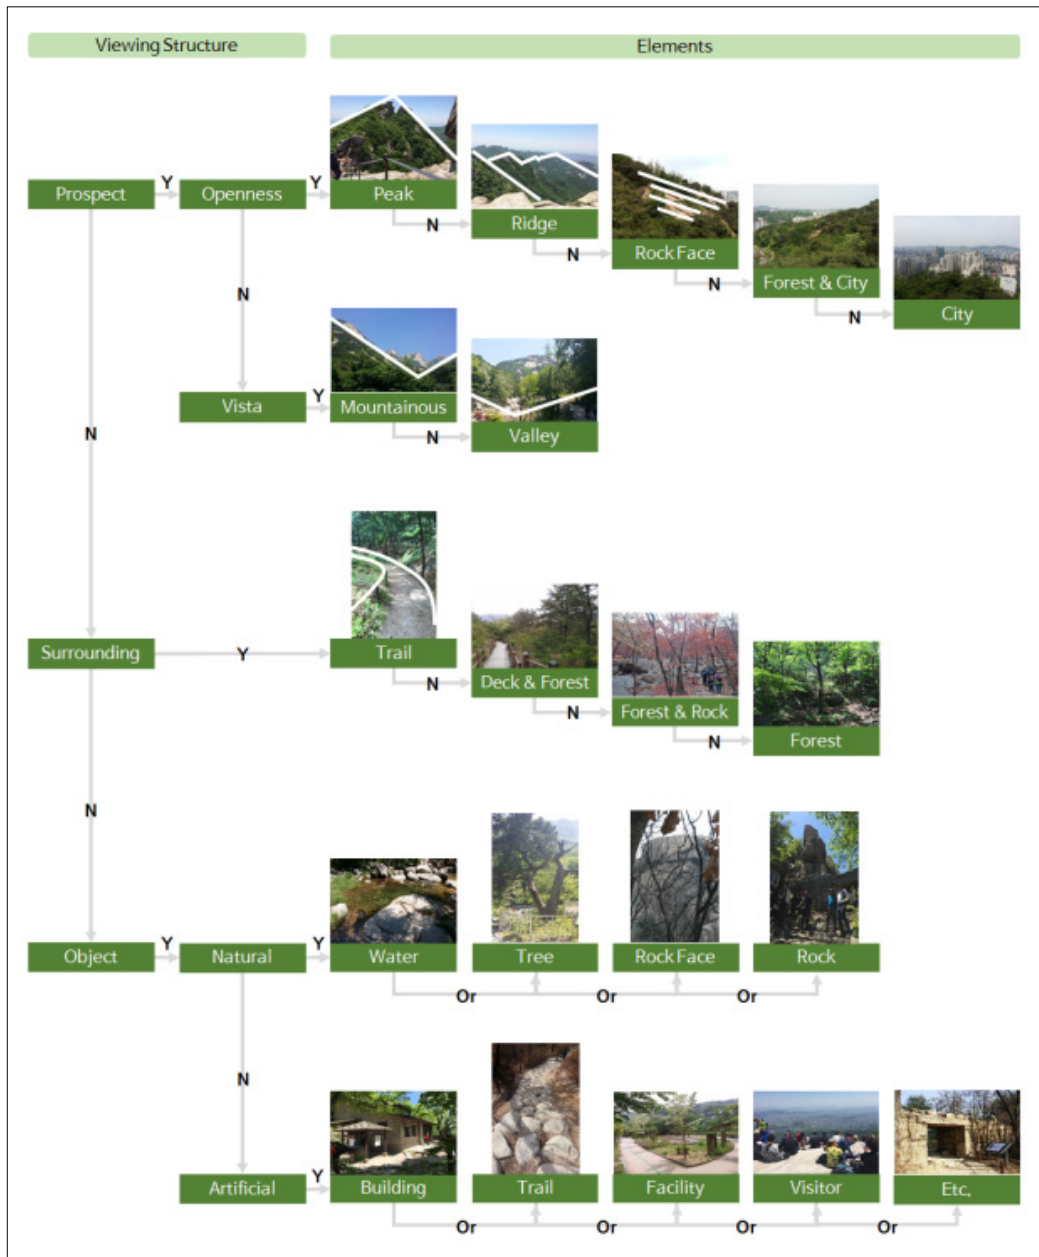 Viewing Structure
Elements
Prospect
Y
Openness
Y
Peak
N
Ridge
N
Rock Face
N
Forest & City
N
City
N
Vista
Y
Mountainous
N
Valley
N
Surrounding
Y
Trail
N
Deck & Forest
N
Forest & Rock
N
Forest
N
Object
Y
Natural
Y
Water
Tree
Rock Face
Rock
Or
Or
Or
N
Artificial
Y
Building
Trail
Facility
Visitor
Etc.
Or
Or
Or
Or